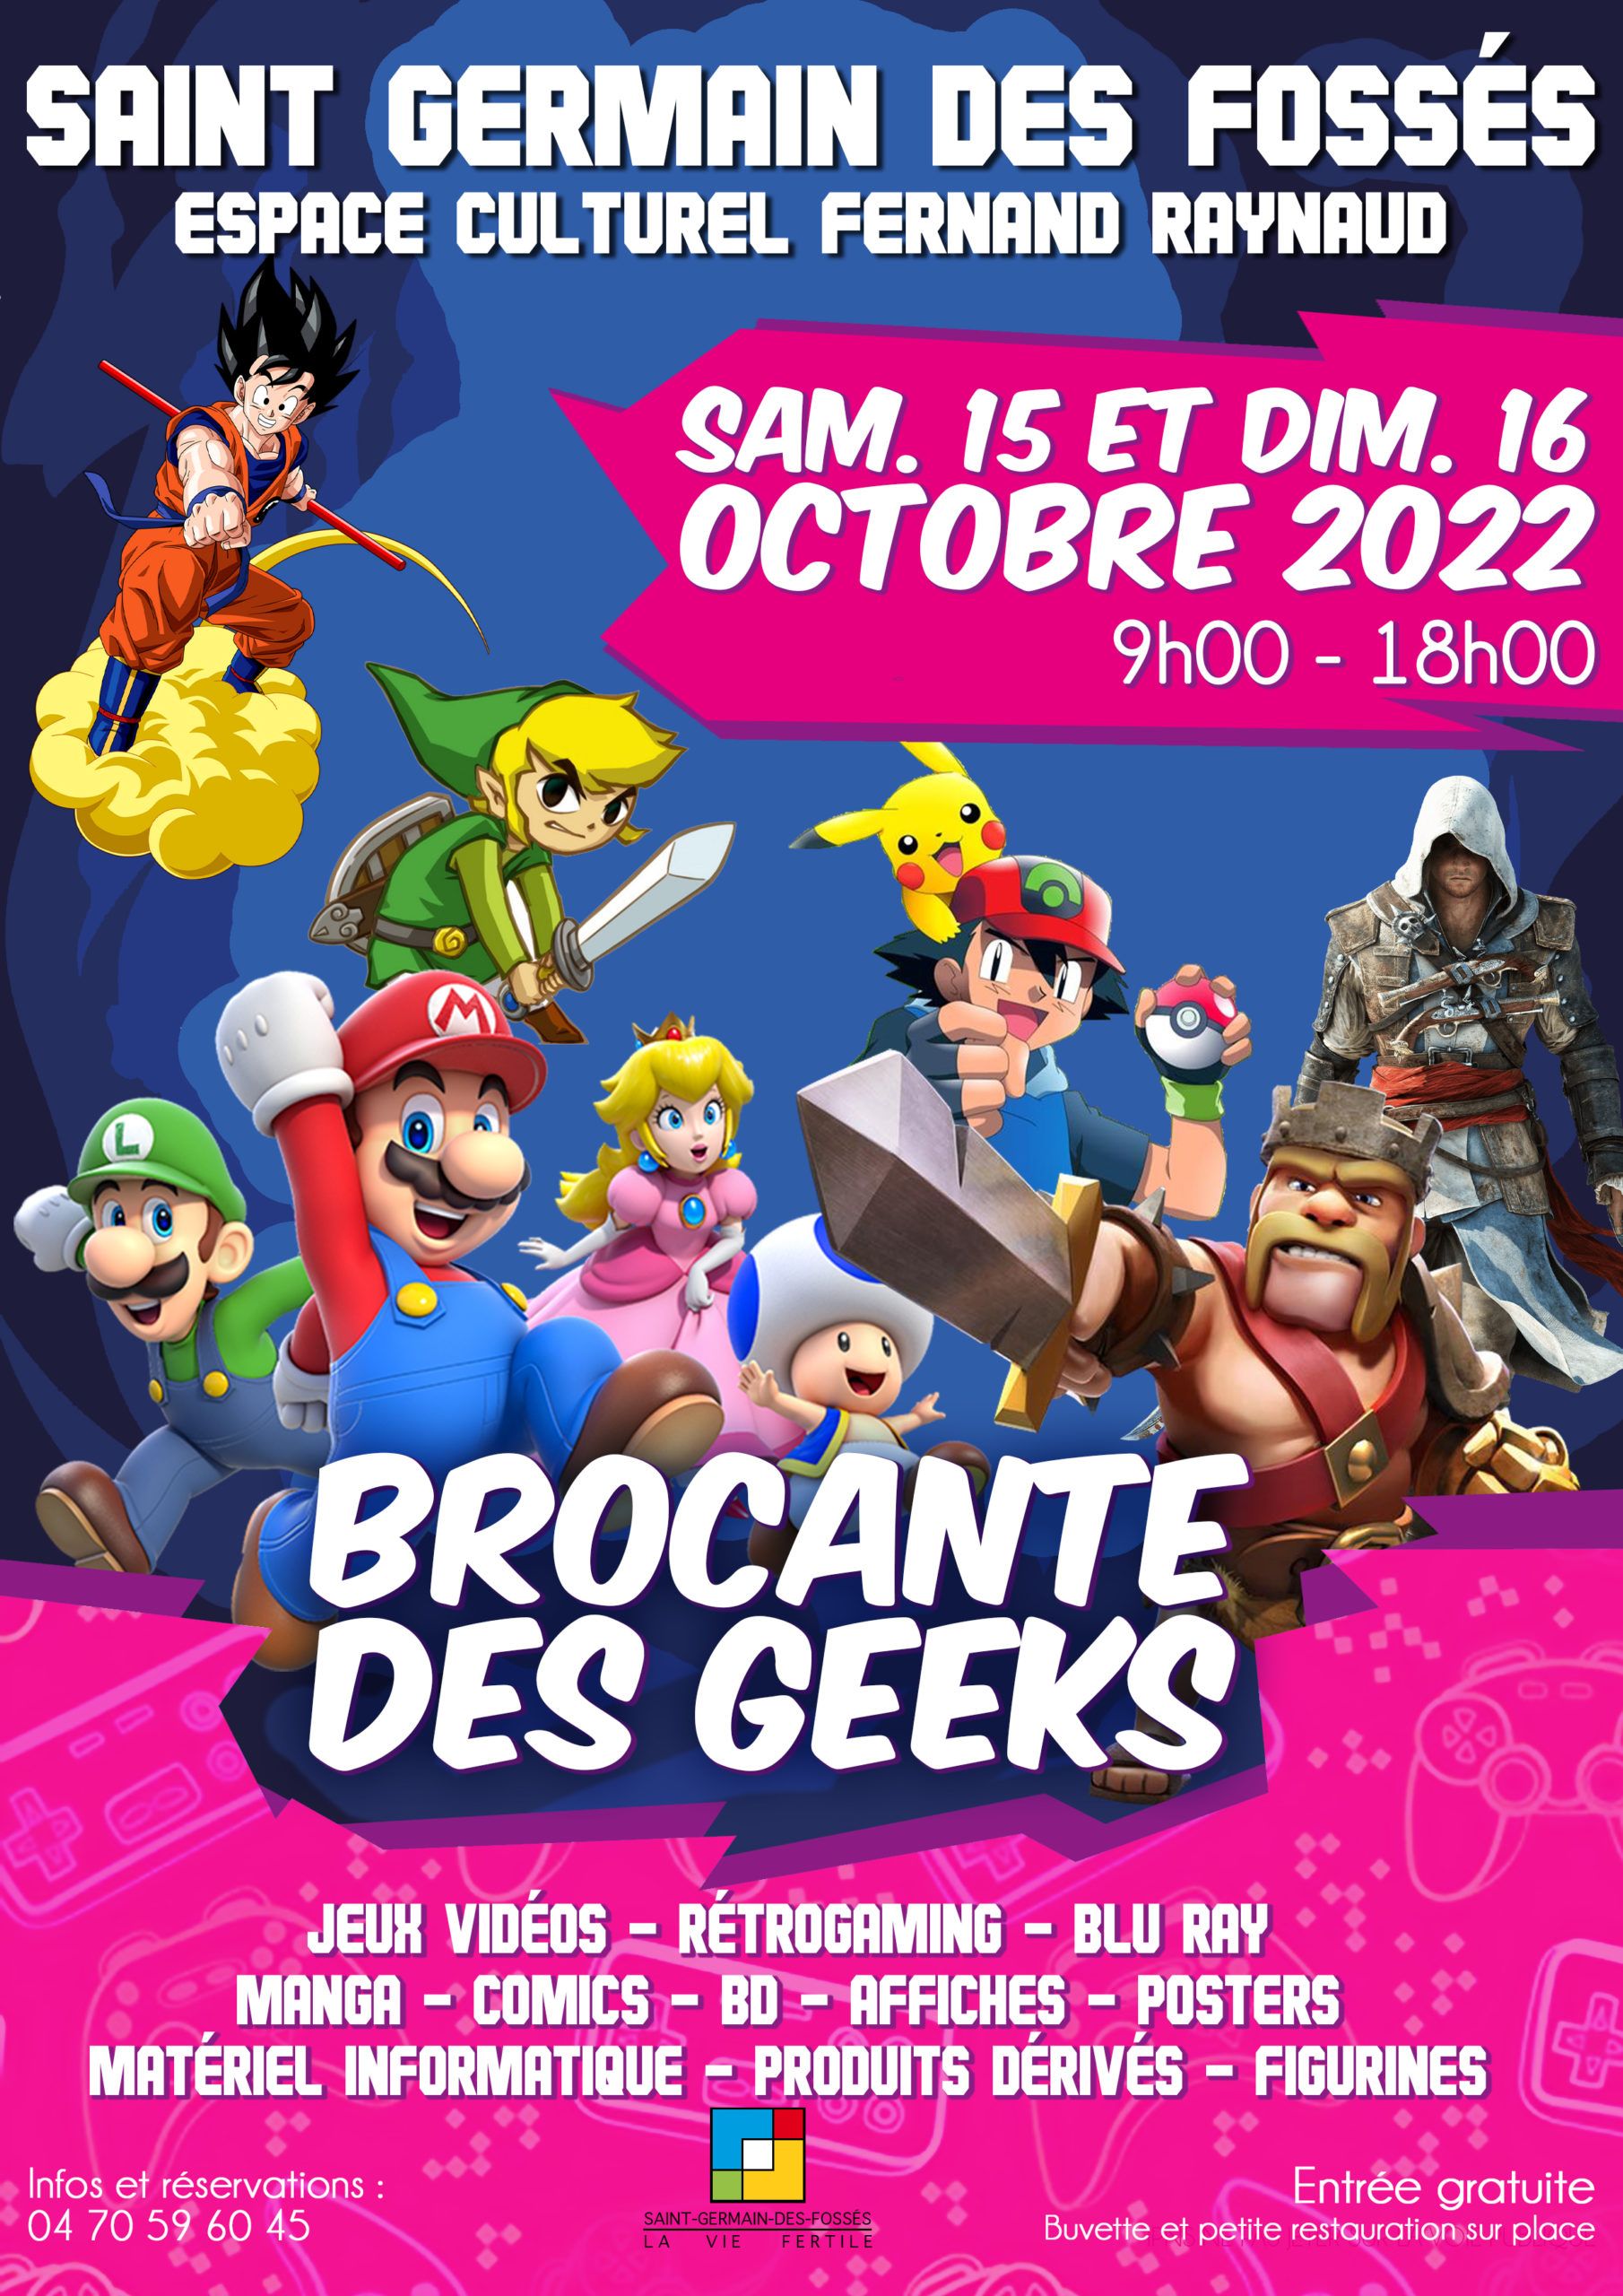 SAINT GERMAIN DES FOSSÉS
ESPACE CULTUREL FERNAND RAYNAUD
SAM. 15 ET DIM. 16
OCTOBRE 2022
9h00 - 18h00
M
L
BROCANTE
DES GEEKS
JEUX VIDÉOS - RÉTROGAMING - BLU RAY
MANGA - COMICS - BD - AFFICHES - POSTERS
MATÉRIEL INFORMATIQUE - PRODUITS DÉRIVÉS - FIGURINES
Infos et réservations :
04 70 59 60 45
SAINT-GERMAIN-DES-FOSSÉS
LA VIE FERTILE
Entrée gratuite
Buvette et petite restauration sur place